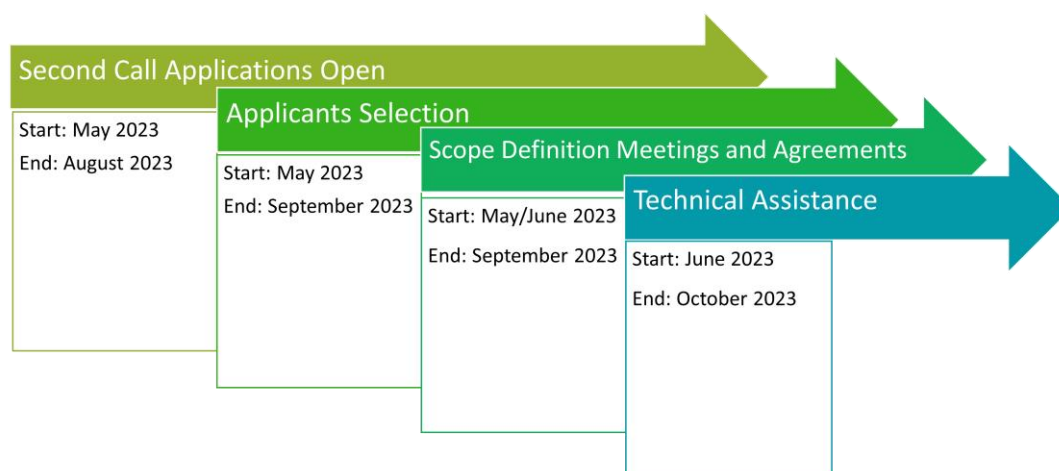 Second Call Applications Open
Start: May 2023
End: August 2023
Applicants Selection
Start: May 2023
End: September 2023
Scope Definition Meetings and Agreements
Start: May/June 2023
End: September 2023
Technical Assistance
Start: June 2023
End: October 2023